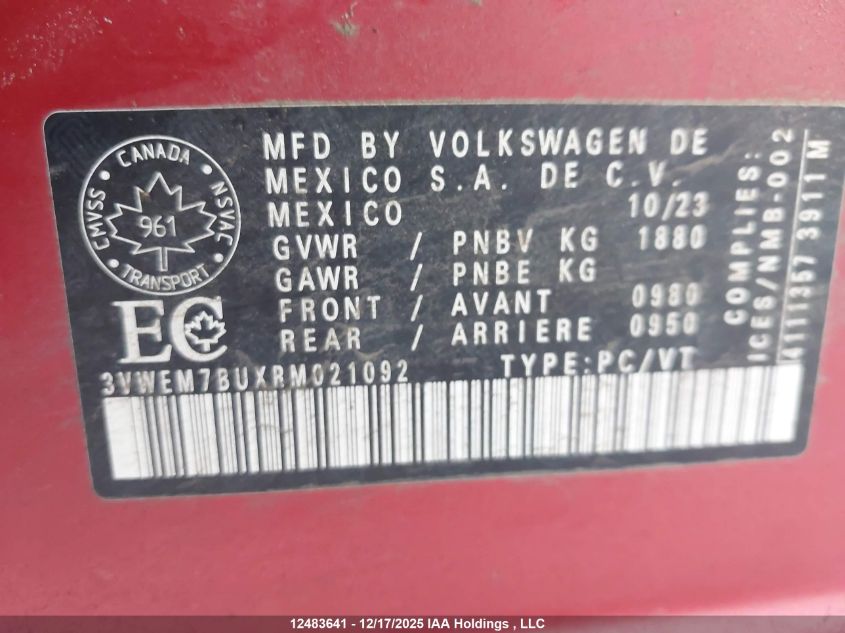 CANADA
CMVSS
NSVAC
961
TRANSPORT
EC
MFD BY VOLKSWAGEN DE
MEXICO S.A. DE C.V.
MEXICO 10/23
GVWR / PNBV KG 1880
GAWR / PNBE KG
FRONT / AVANT 0980
REAR / ARRIERE 0950
3VWEM7BUXRM021092 TYPE:PC/VT
COMPLIES:
ICES/NMB-002
4111357 3911 M
12483641 - 12/17/2025 IAA Holdings , LLC